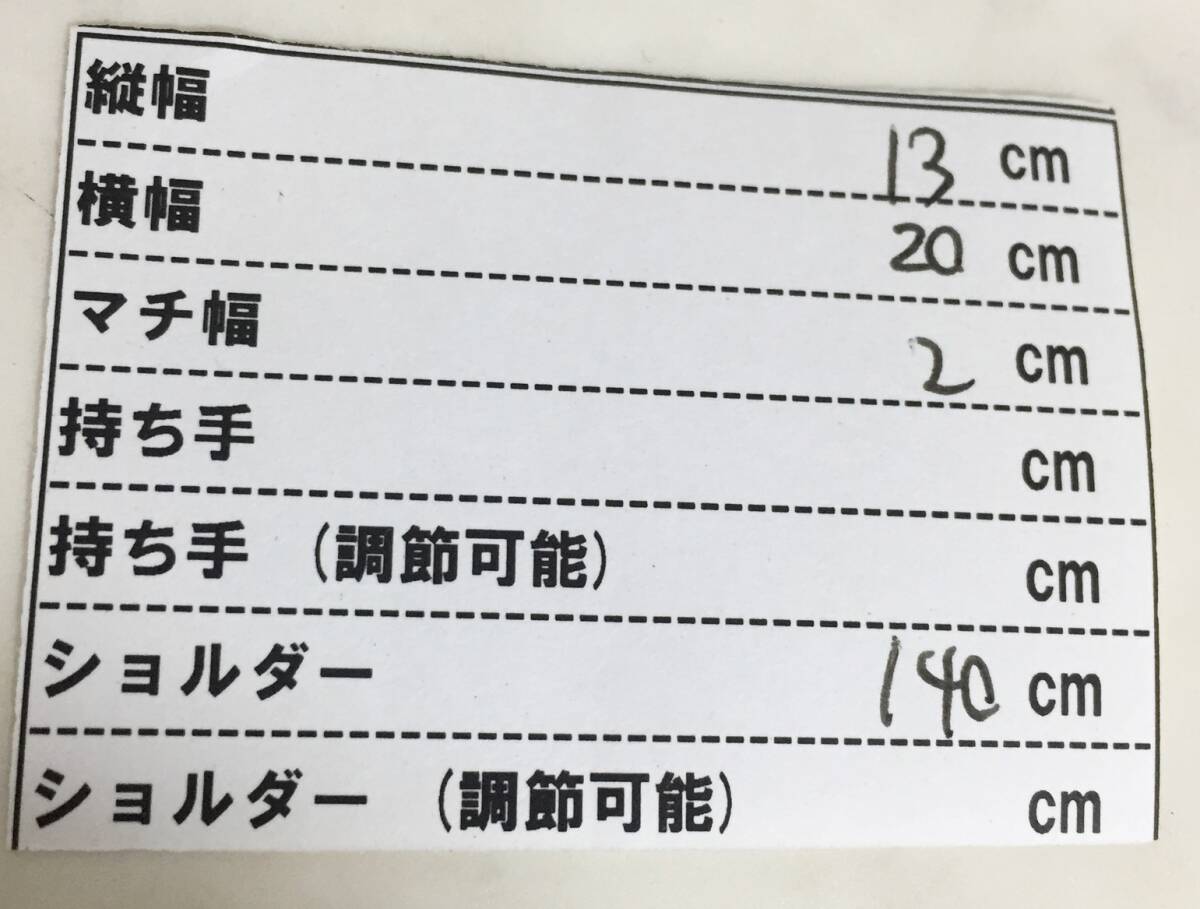 縦幅 13 cm
横幅 20 cm
マチ幅 2 cm
持ち手 cm
持ち手 (調節可能) cm
ショルダー 140 cm
ショルダー (調節可能) cm